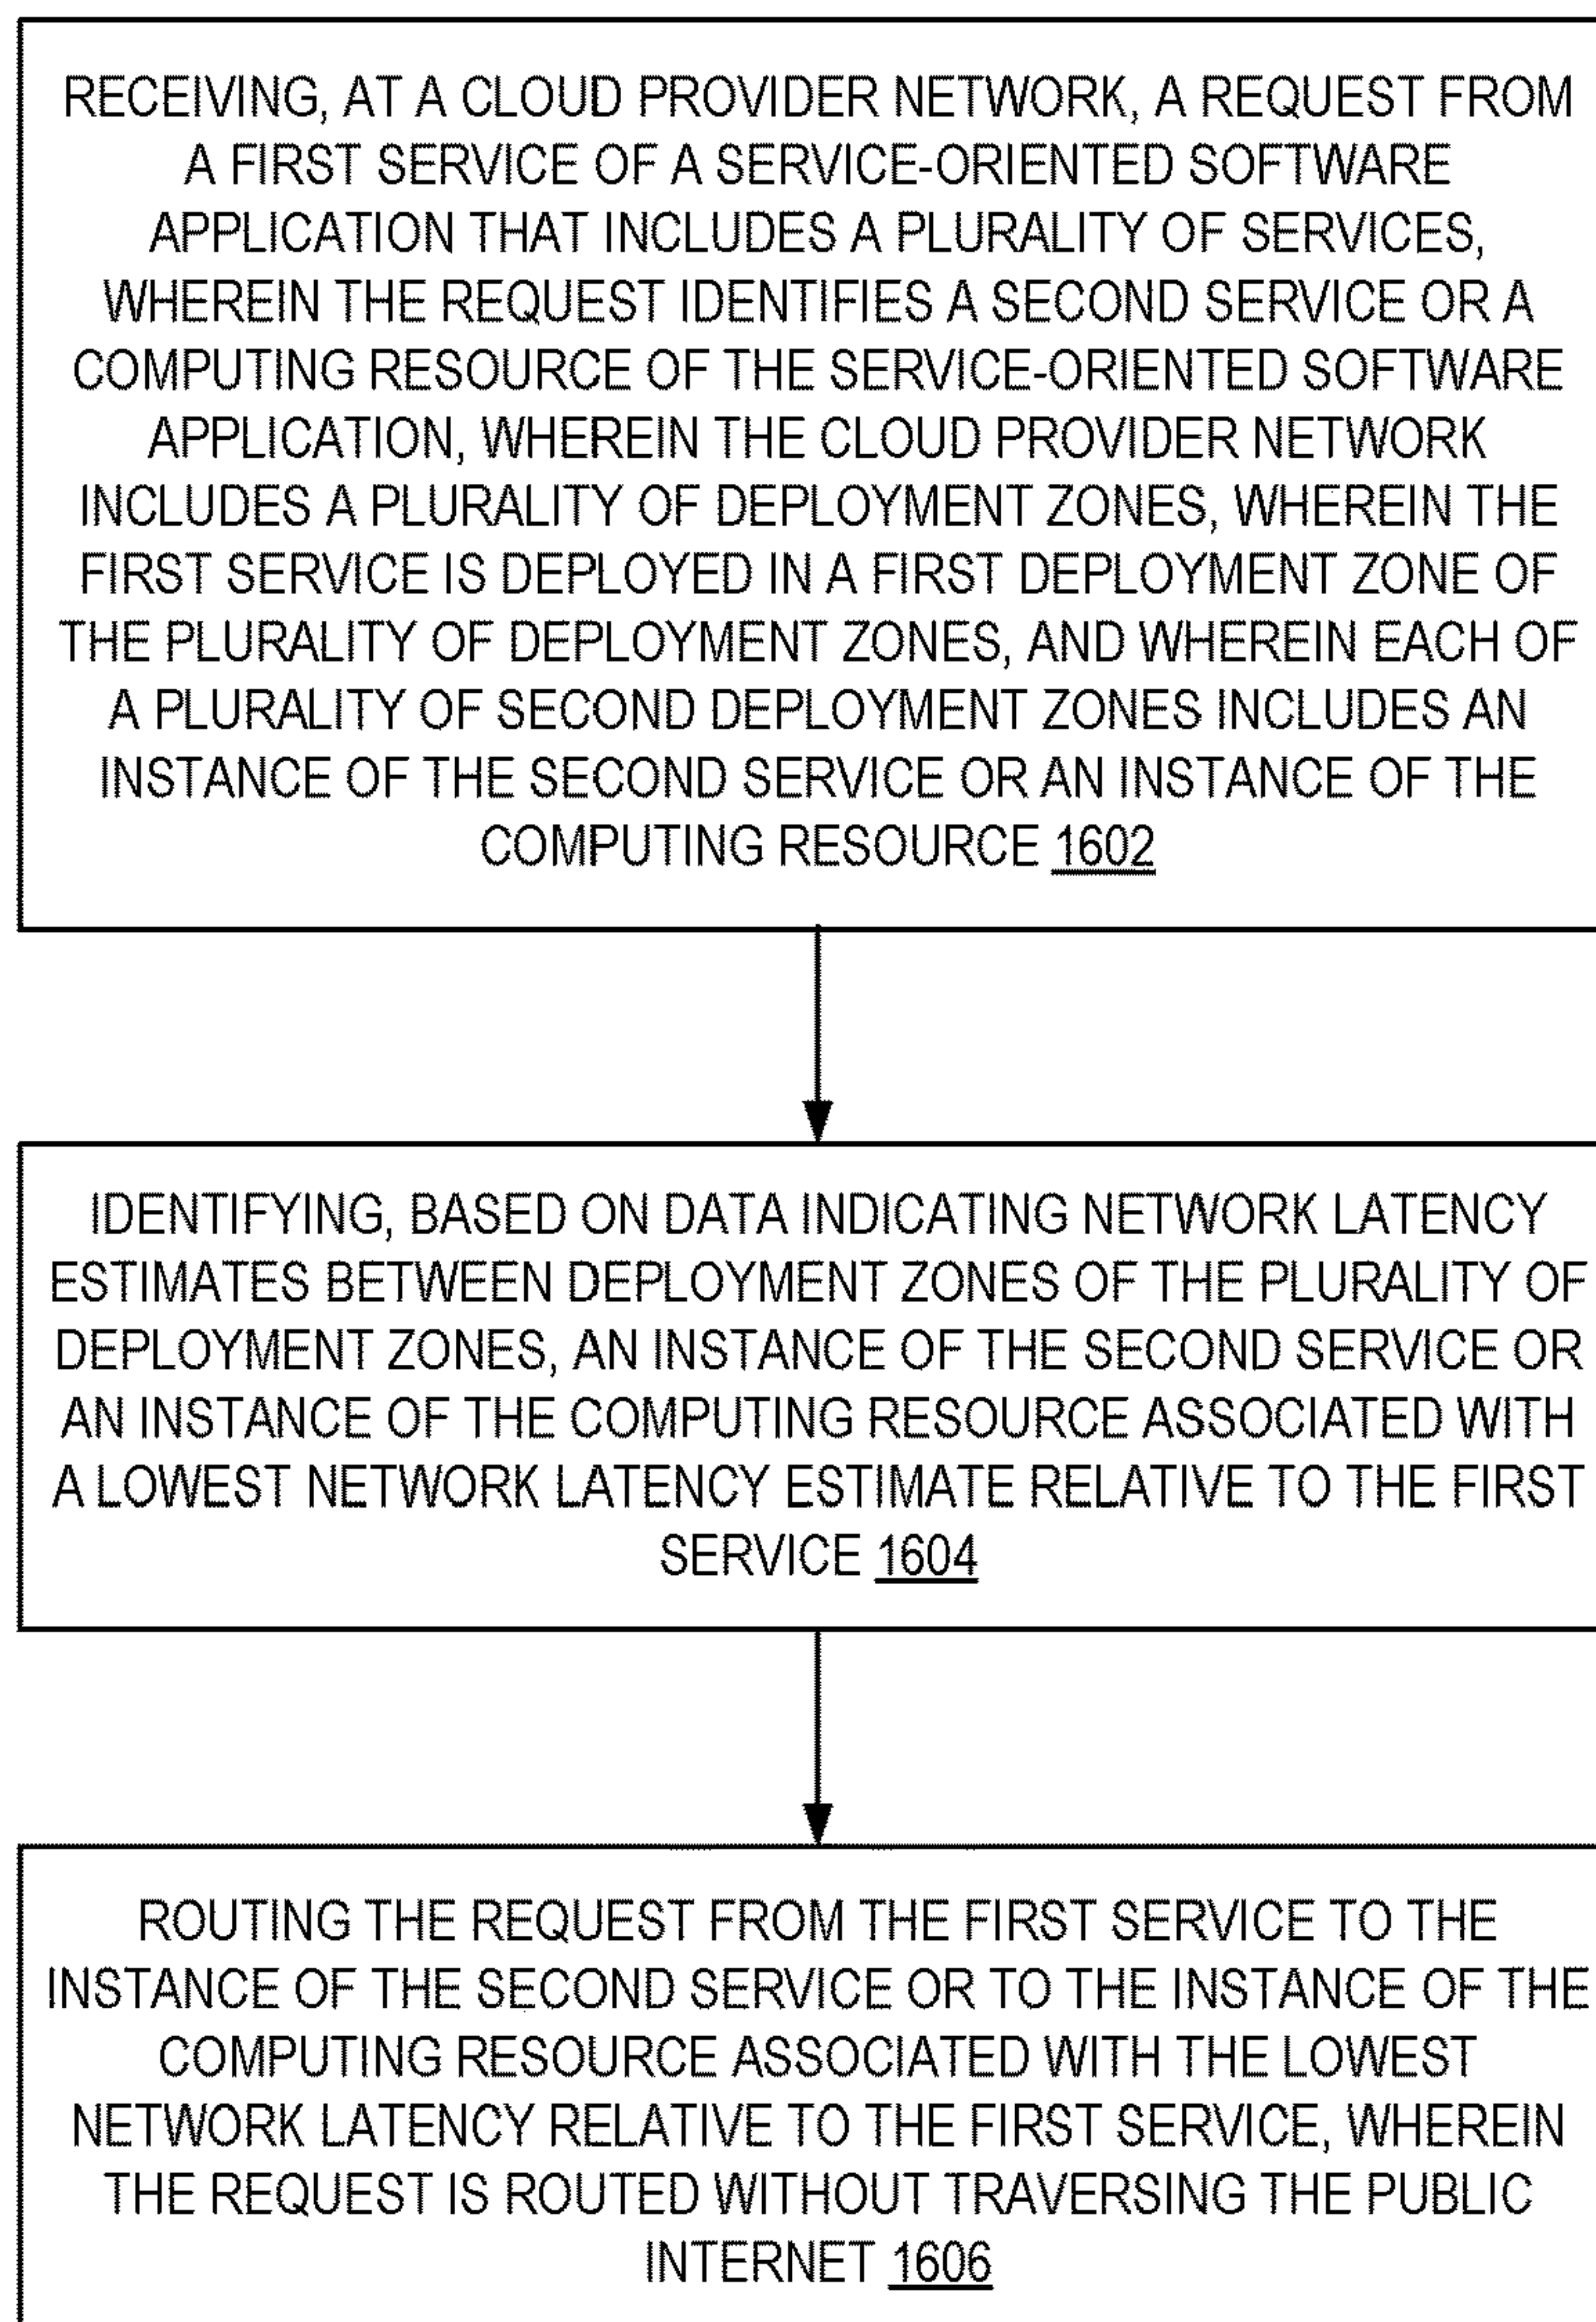 RECEIVING, AT A CLOUD PROVIDER NETWORK, A REQUEST FROM
A FIRST SERVICE OF A SERVICE-ORIENTED SOFTWARE
APPLICATION THAT INCLUDES A PLURALITY OF SERVICES,
WHEREIN THE REQUEST IDENTIFIES A SECOND SERVICE OR A
COMPUTING RESOURCE OF THE SERVICE-ORIENTED SOFTWARE
APPLICATION, WHEREIN THE CLOUD PROVIDER NETWORK
INCLUDES A PLURALITY OF DEPLOYMENT ZONES, WHEREIN THE
FIRST SERVICE IS DEPLOYED IN A FIRST DEPLOYMENT ZONE OF
THE PLURALITY OF DEPLOYMENT ZONES, AND WHEREIN EACH OF
A PLURALITY OF SECOND DEPLOYMENT ZONES INCLUDES AN
INSTANCE OF THE SECOND SERVICE OR AN INSTANCE OF THE
COMPUTING RESOURCE 1602
IDENTIFYING, BASED ON DATA INDICATING NETWORK LATENCY
ESTIMATES BETWEEN DEPLOYMENT ZONES OF THE PLURALITY OF
DEPLOYMENT ZONES, AN INSTANCE OF THE SECOND SERVICE OR
AN INSTANCE OF THE COMPUTING RESOURCE ASSOCIATED WITH
A LOWEST NETWORK LATENCY ESTIMATE RELATIVE TO THE FIRST
SERVICE 1604
ROUTING THE REQUEST FROM THE FIRST SERVICE TO THE
INSTANCE OF THE SECOND SERVICE OR TO THE INSTANCE OF THE
COMPUTING RESOURCE ASSOCIATED WITH THE LOWEST
NETWORK LATENCY RELATIVE TO THE FIRST SERVICE, WHEREIN
THE REQUEST IS ROUTED WITHOUT TRAVERSING THE PUBLIC
INTERNET 1606